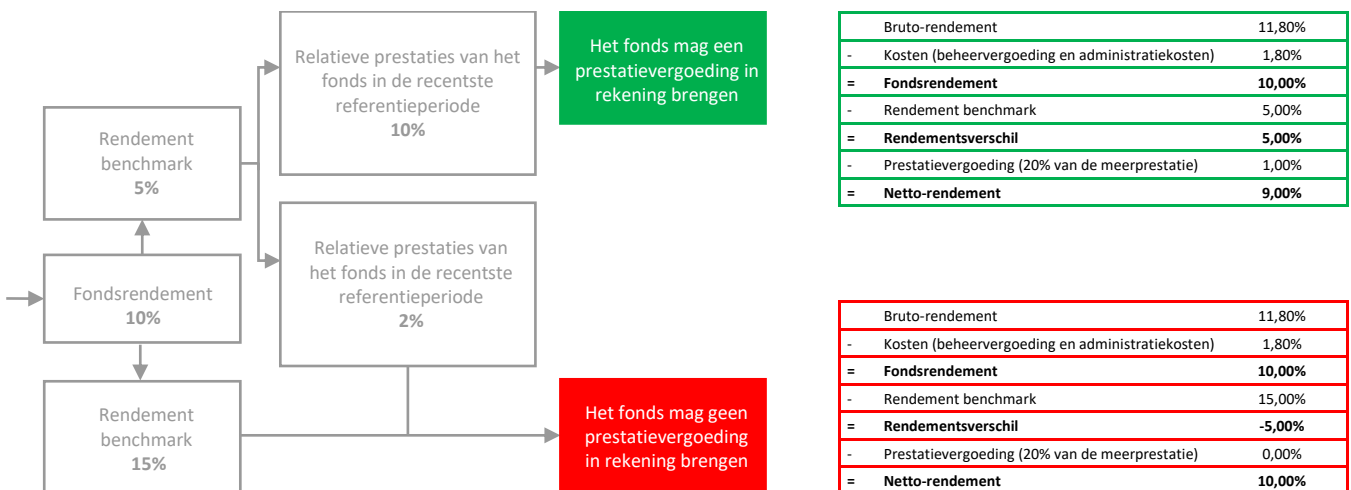 Fondsrendement
10%
Rendement
benchmark
5%
Rendement
benchmark
15%
Relatieve prestaties van het
fonds in de recentste
referentieperiode
10%
Relatieve prestaties van
het fonds in de recentste
referentieperiode
2%
Het fonds mag een
prestatievergoeding in
rekening brengen
Het fonds mag geen
prestatievergoeding
in rekening brengen
Bruto-rendement 11,80%
- Kosten (beheervergoeding en administratiekosten) 1,80%
= Fondsrendement 10,00%
- Rendement benchmark 5,00%
= Rendementsverschil 5,00%
- Prestatievergoeding (20% van de meerprestatie) 1,00%
= Netto-rendement 9,00%
Bruto-rendement 11,80%
- Kosten (beheervergoeding en administratiekosten) 1,80%
= Fondsrendement 10,00%
- Rendement benchmark 15,00%
= Rendementsverschil -5,00%
- Prestatievergoeding (20% van de meerprestatie) 0,00%
= Netto-rendement 10,00%